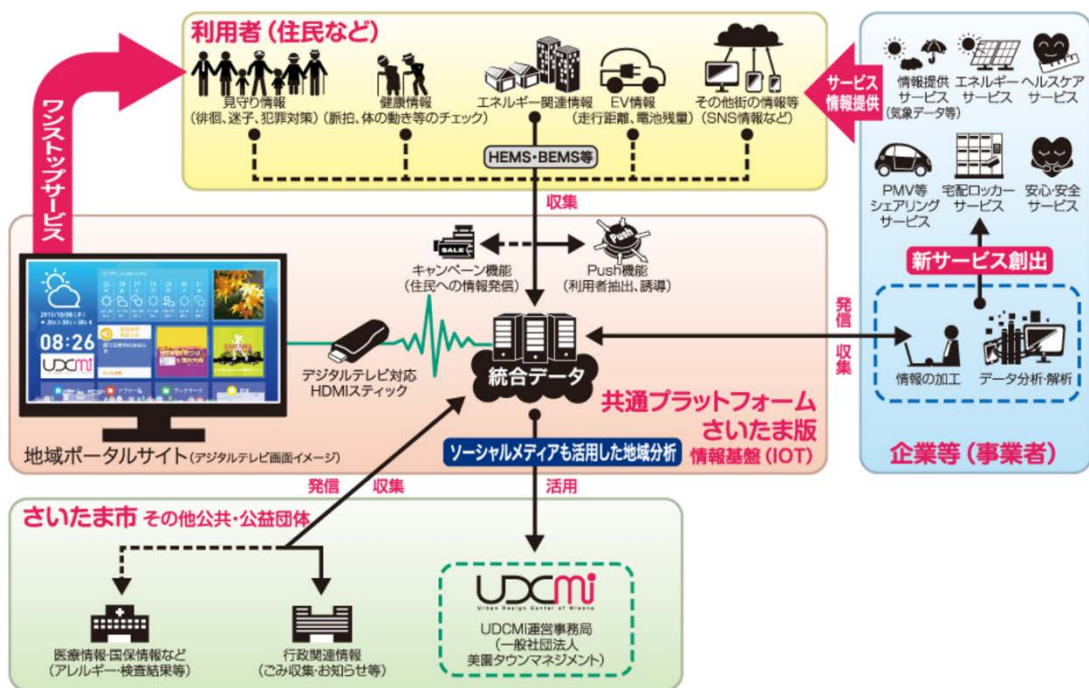 利用者(住民など)
見守り情報
(徘徊、迷子、犯罪対策)
健康情報
(脈拍、体の動き等のチェック)
エネルギー関連情報
EV情報
(走行距離、電池残量)
その他街の情報等
(SNS情報など)
HEMS・BEMS等
収集
ワンストップサービス
サービス
情報提供
情報提供
サービス
(気象データ等)
エネルギー
サービス
ヘルスケア
サービス
PMV等
シェアリング
サービス
宅配ロッカー
サービス
安心・安全
サービス
新サービス創出
情報の加工
データ分析・解析
企業等(事業者)
発信
収集
SALE
キャンペーン機能
(住民への情報発信)
Push
Push機能
(利用者抽出、誘導)
08:26
UDCMi
デジタルテレビ対応
HDMIスティック
統合データ
共通プラットフォーム
さいたま版
情報基盤(IOT)
地域ポータルサイト(デジタルテレビ画面イメージ)
ソーシャルメディアも活用した地域分析
発信
収集
活用
さいたま市 その他公共・公益団体
医療情報・国保情報など
(アレルギー・検査結果等)
行政関連情報
(ごみ収集・お知らせ等)
UDCMi
Urban Design Center of Misono
UDCMi運営事務局
(一般社団法人
美園タウンマネジメント)